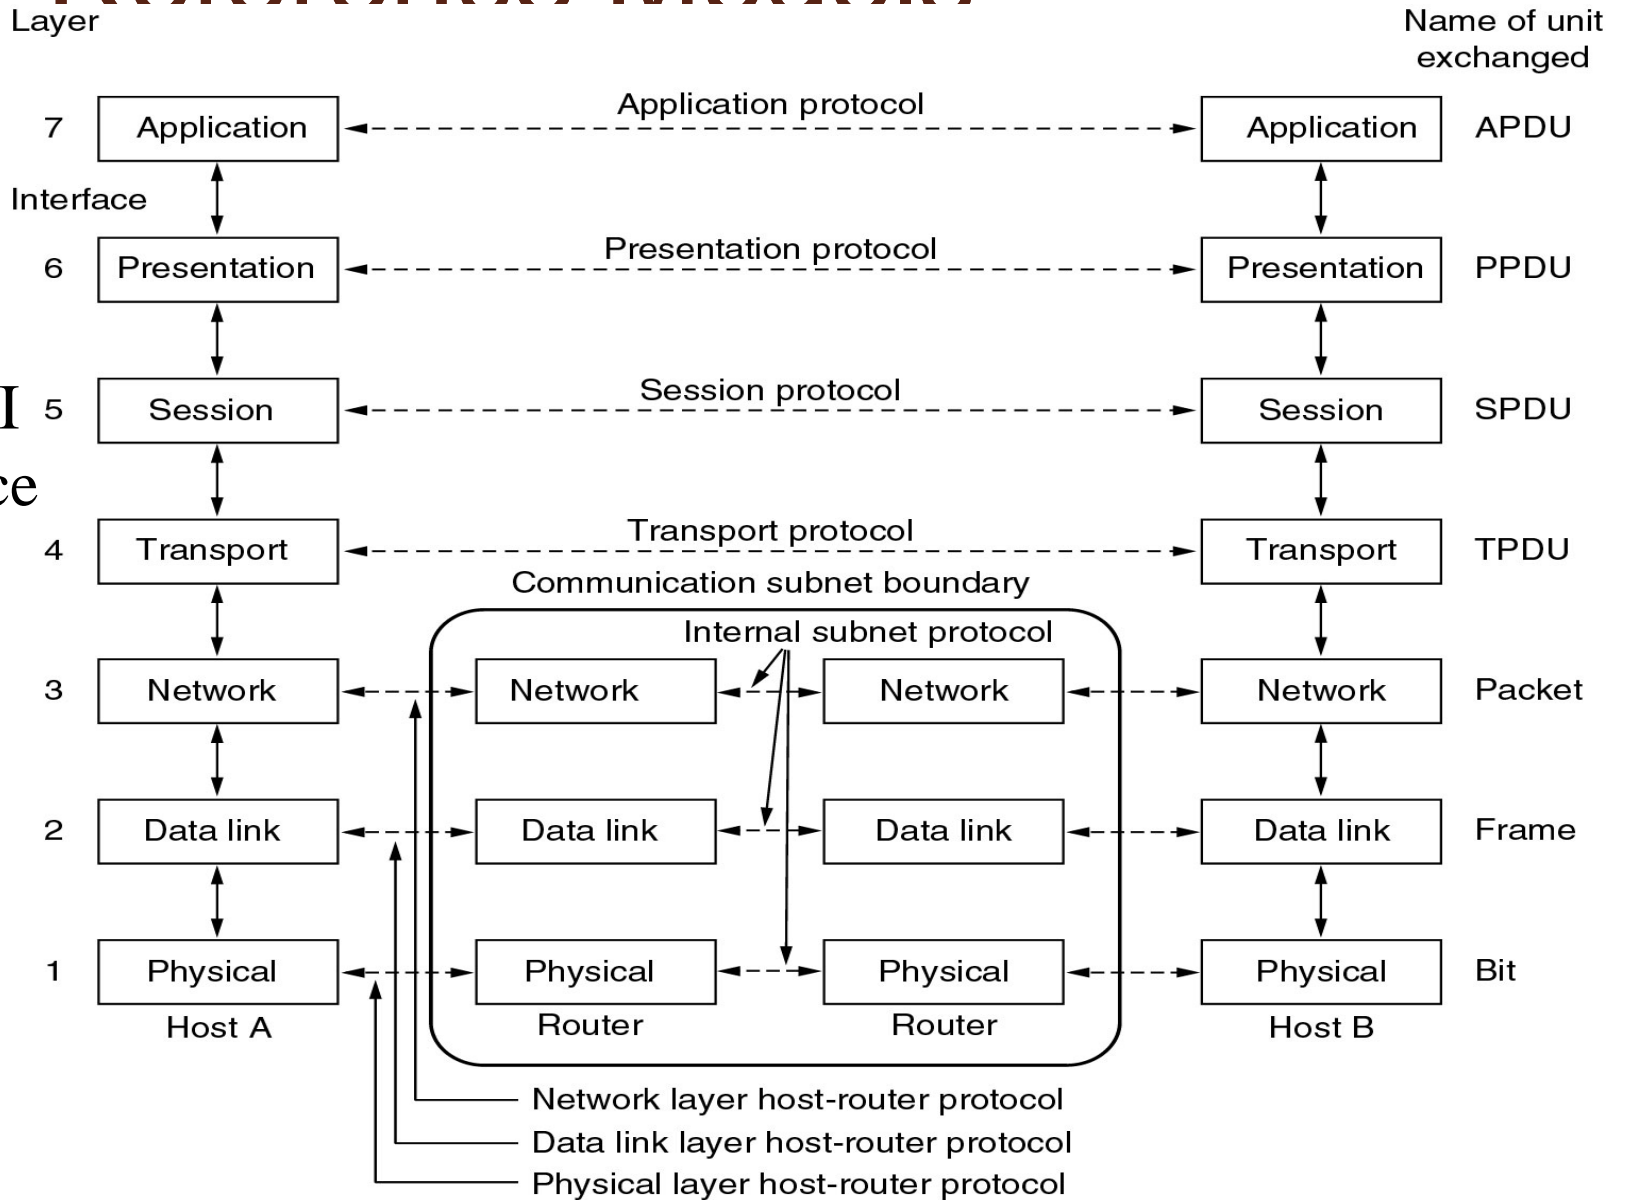 Layer
Name of unit
exchanged
7 Application Application protocol Application APDU
Interface
6 Presentation Presentation protocol Presentation PPDU
5 Session Session protocol Session SPDU
4 Transport Transport protocol Transport TPDU
Communication subnet boundary
Internal subnet protocol
3 Network Network Network Network Packet
2 Data link Data link Data link Data link Frame
1 Physical Physical Physical Physical Bit
Host A Router Router Host B
Network layer host-router protocol
Data link layer host-router protocol
Physical layer host-router protocol